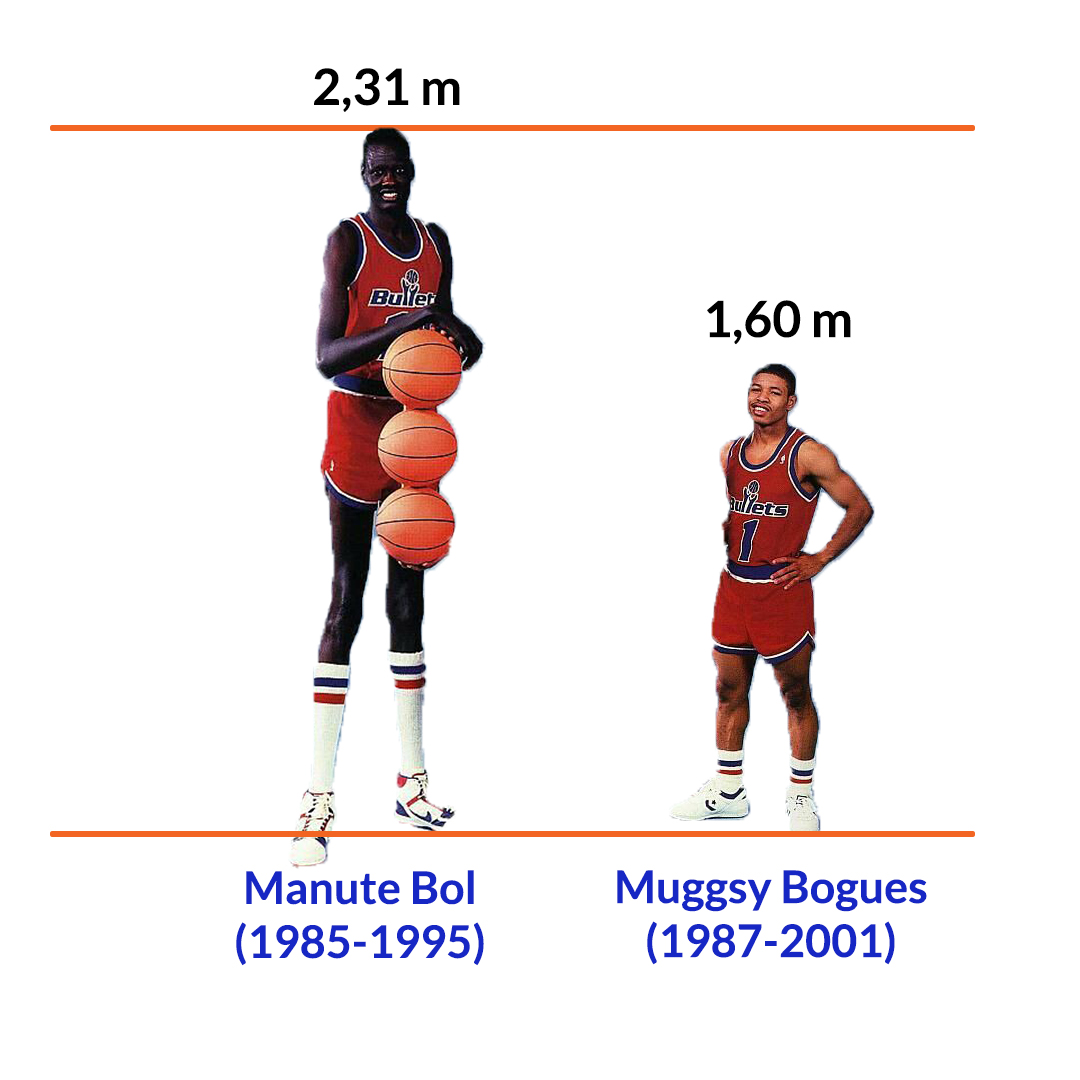 2,31 m
1,60 m
Bullets
Bullets
1
Manute Bol
(1985-1995)
Muggsy Bogues
(1987-2001)